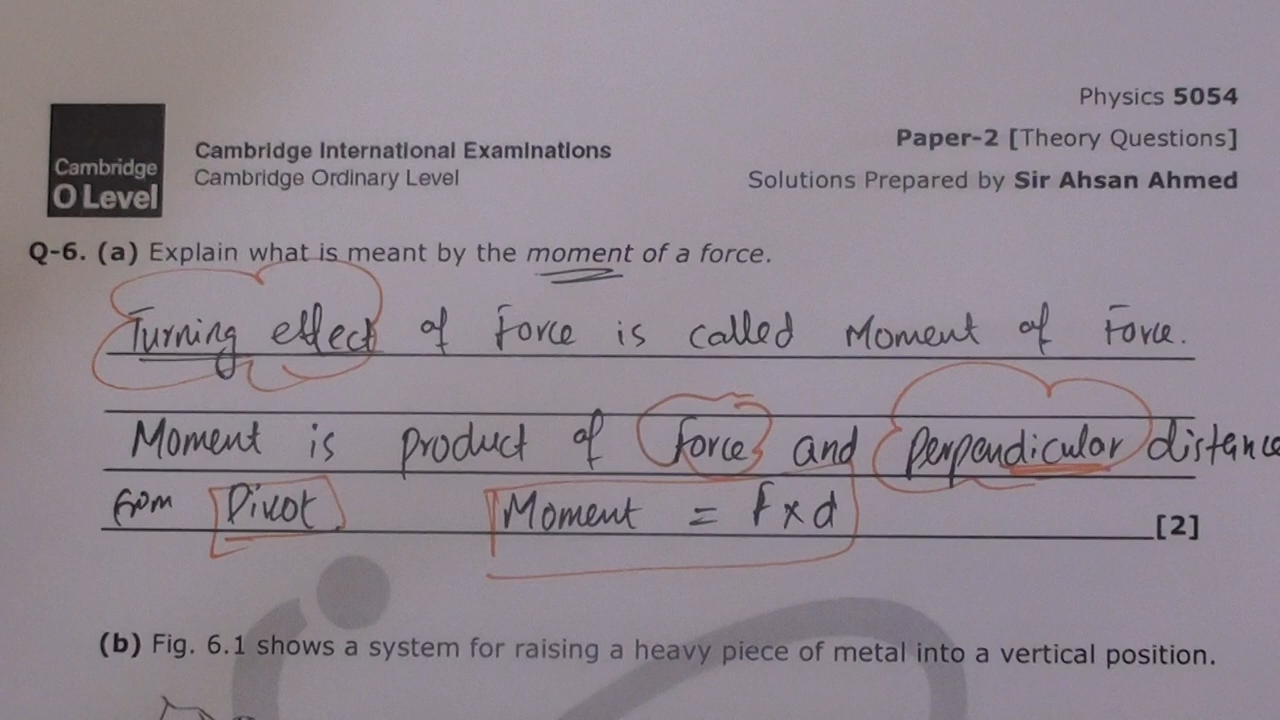 Physics 5054
Cambridge International Examinations
Paper-2 [Theory Questions]
Cambridge
O Level
Cambridge Ordinary Level
Solutions Prepared by Sir Ahsan Ahmed
Q-6. (a) Explain what is meant by the moment of a force.
Turning effect of Force is called Moment of Force.
Moment is product of force and perpendicular distance
from Pivot Moment = F x d
[2]
(b) Fig. 6.1 shows a system for raising a heavy piece of metal into a vertical position.